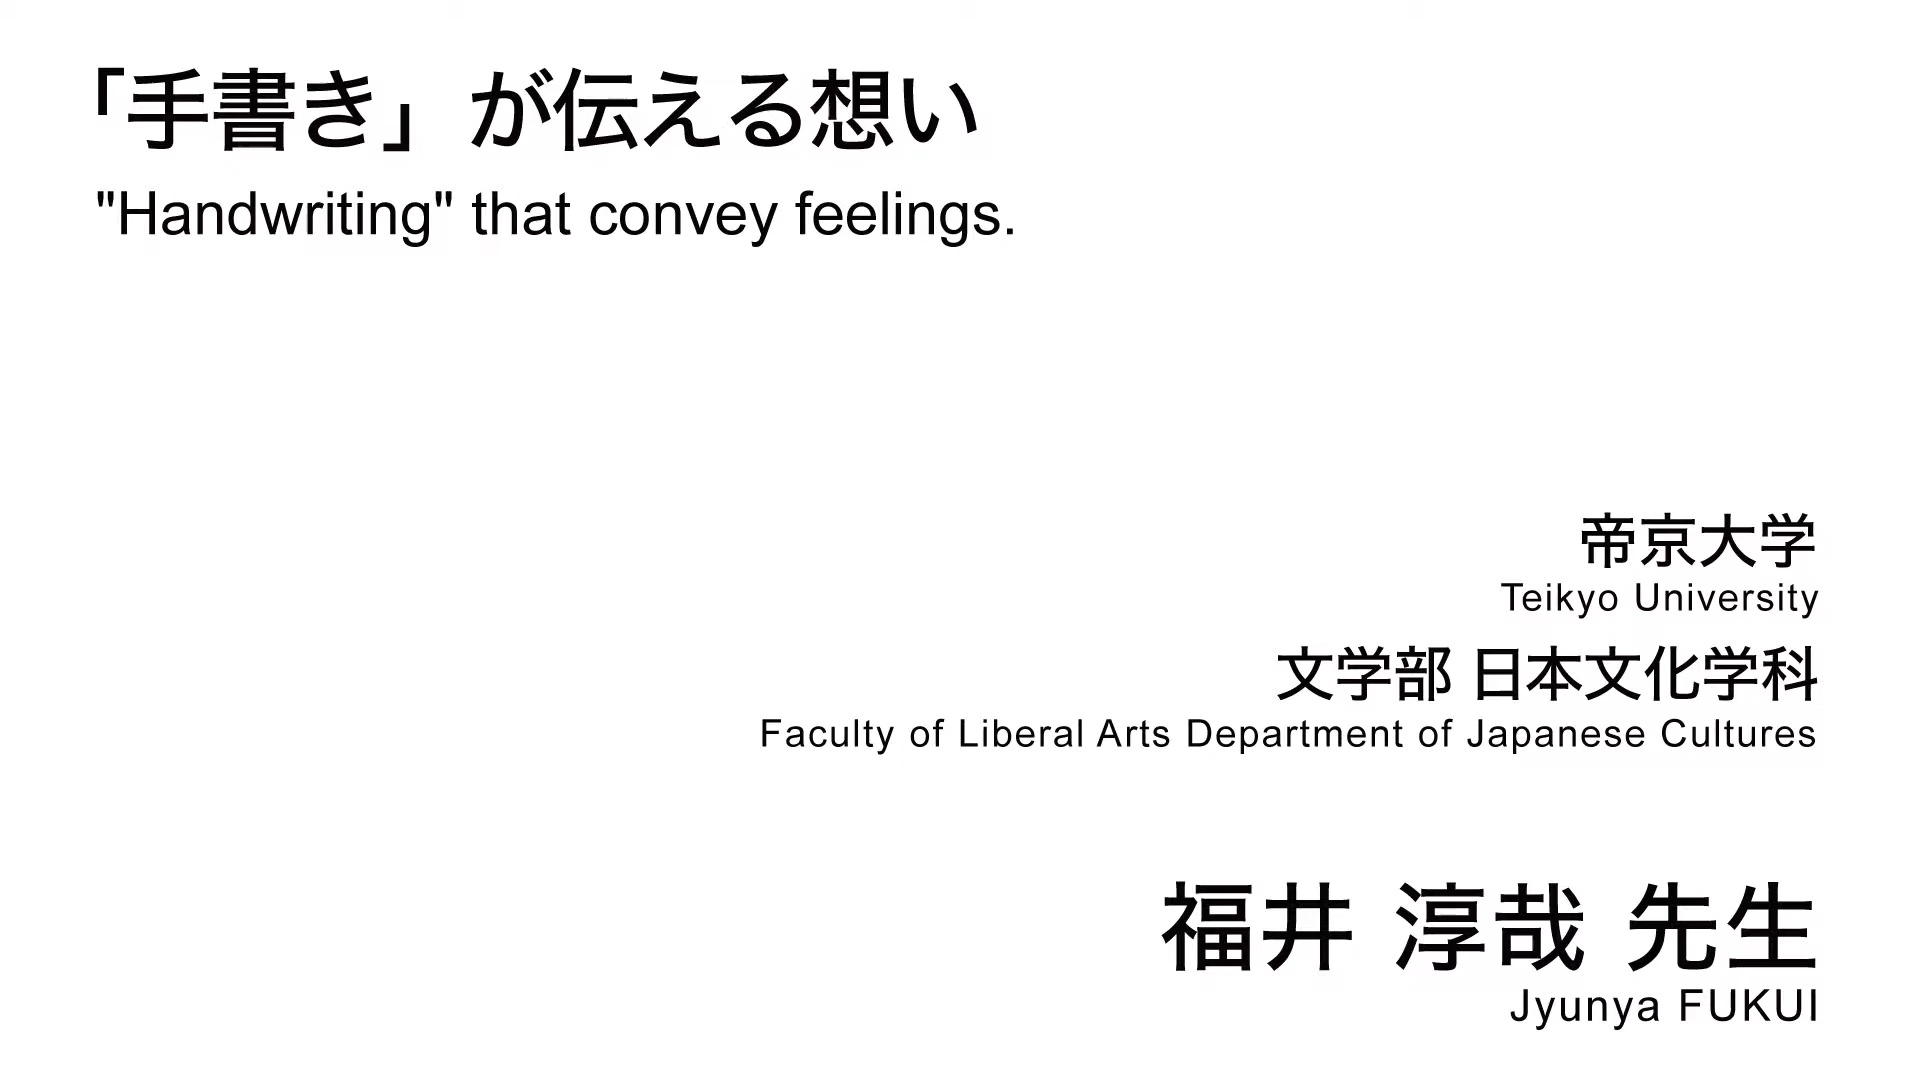 「手書き」が伝える想い
"Handwriting" that convey feelings.
帝京大学
Teikyo University
文学部 日本文化学科
Faculty of Liberal Arts Department of Japanese Cultures
福井 淳哉 先生
Jyunya FUKUI